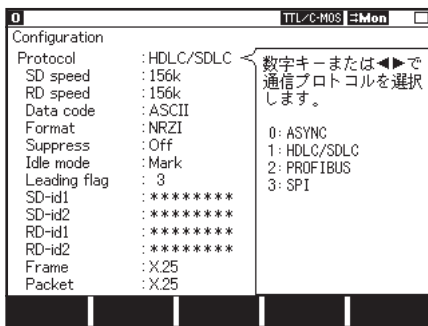 0 TTL/C-MOS ⇄Mon
Configuration
Protocol :HDLC/SDLC
SD speed :156k
RD speed :156k
Data code :ASCII
Format :NRZI
Suppress :Off
Idle mode :Mark
Leading flag : 3
SD-id1 :********
SD-id2 :********
RD-id1 :********
RD-id2 :********
Frame :X.25
Packet :X.25
数字キーまたは◀▶で
通信プロトコルを選択
します。
0: ASYNC
1: HDLC/SDLC
2: PROFIBUS
3: SPI